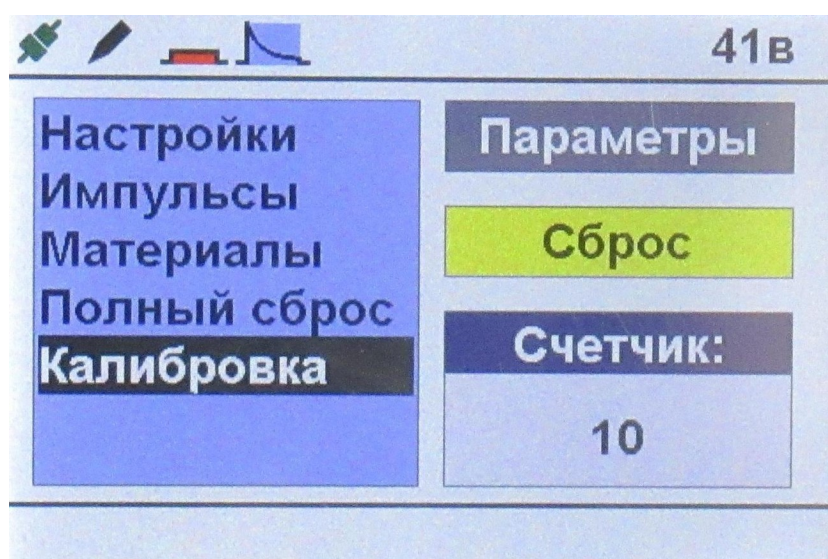 41в
Настройки
Импульсы
Материалы
Полный сброс
Калибровка
Параметры
Сброс
Счетчик:
10